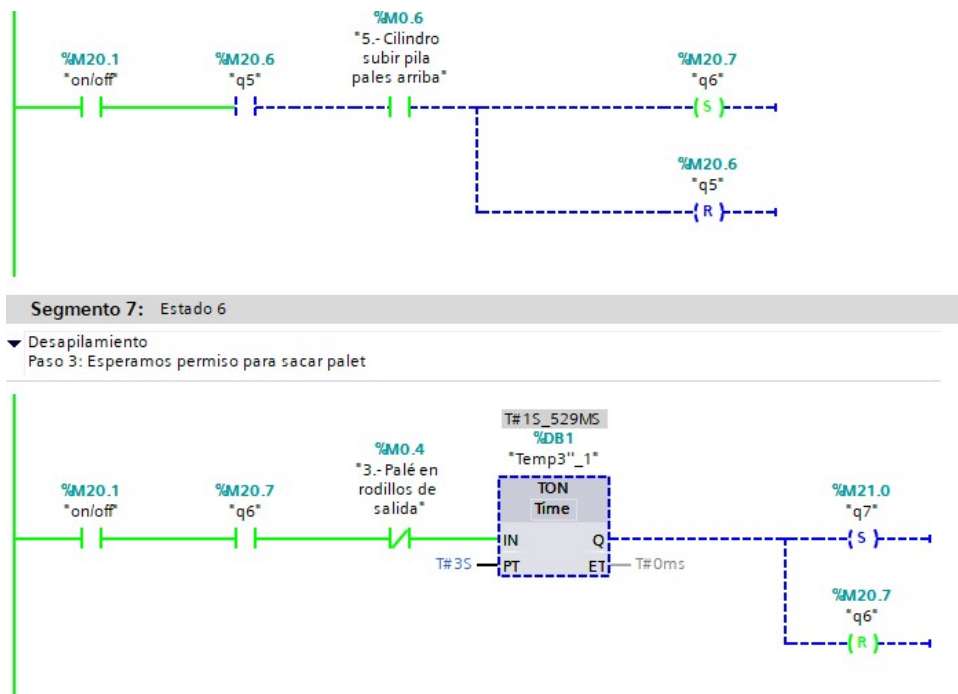 %M0.6
"5.- Cilindro
subir pila
pales arriba"
%M20.1
"on/off"
%M20.6
"q5"
%M20.7
"q6"
S
%M20.6
"q5"
R
Segmento 7: Estado 6
Desapilamiento
Paso 3: Esperamos permiso para sacar palet
T#1S_529MS
%DB1
"Temp3''_1"
%M0.4
"3.- Palé en
rodillos de
salida"
%M20.1
"on/off"
%M20.7
"q6"
TON
Time
IN Q
T#3S PT ET T#0ms
%M21.0
"q7"
S
%M20.7
"q6"
R